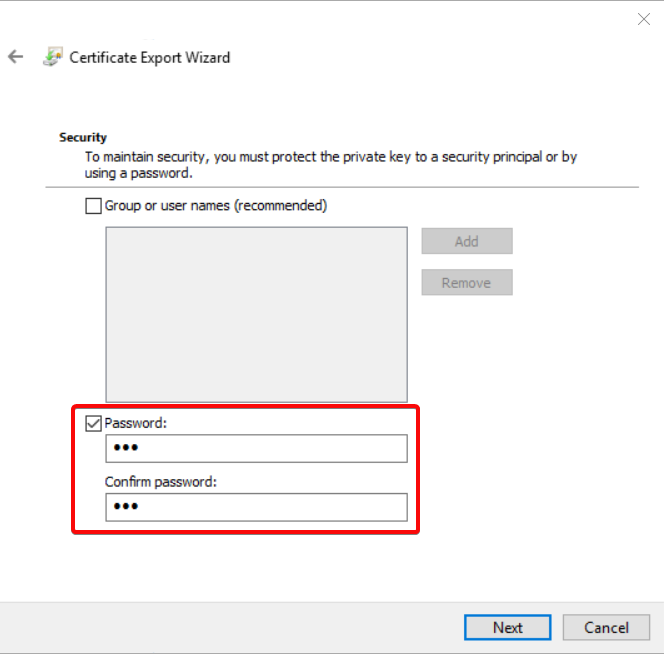 Certificate Export Wizard
Security
To maintain security, you must protect the private key to a security principal or by
using a password.
Group or user names (recommended)
Add
Remove
Password:
•••
Confirm password:
•••
Next
Cancel